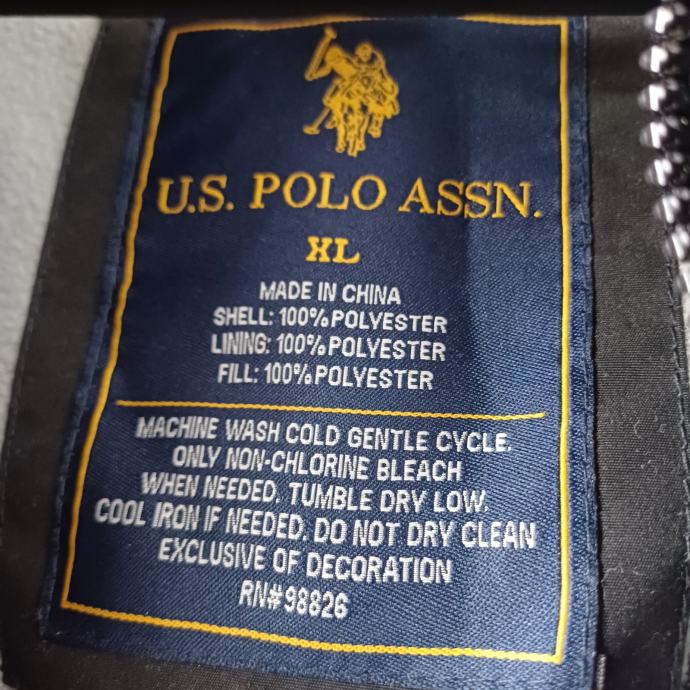 U.S. POLO ASSN.
XL
MADE IN CHINA
SHELL: 100% POLYESTER
LINING: 100% POLYESTER
FILL: 100% POLYESTER
MACHINE WASH COLD GENTLE CYCLE.
ONLY NON-CHLORINE BLEACH
WHEN NEEDED. TUMBLE DRY LOW.
COOL IRON IF NEEDED. DO NOT DRY CLEAN
EXCLUSIVE OF DECORATION
RN#98826